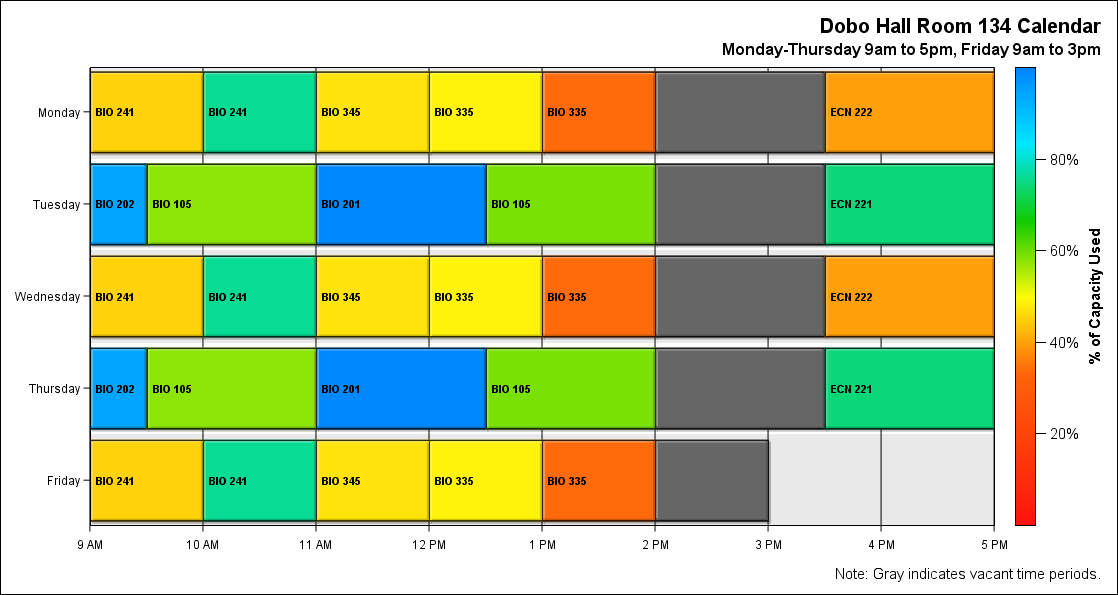 Dobo Hall Room 134 Calendar
Monday-Thursday 9am to 5pm, Friday 9am to 3pm
Monday BIO 241 BIO 241 BIO 345 BIO 335 BIO 335 ECN 222
Tuesday BIO 202 BIO 105 BIO 201 BIO 105 ECN 221
Wednesday BIO 241 BIO 241 BIO 345 BIO 335 BIO 335 ECN 222
Thursday BIO 202 BIO 105 BIO 201 BIO 105 ECN 221
Friday BIO 241 BIO 241 BIO 345 BIO 335 BIO 335
9 AM 10 AM 11 AM 12 PM 1 PM 2 PM 3 PM 4 PM 5 PM
80%
60%
40%
20%
% of Capacity Used
Note: Gray indicates vacant time periods.